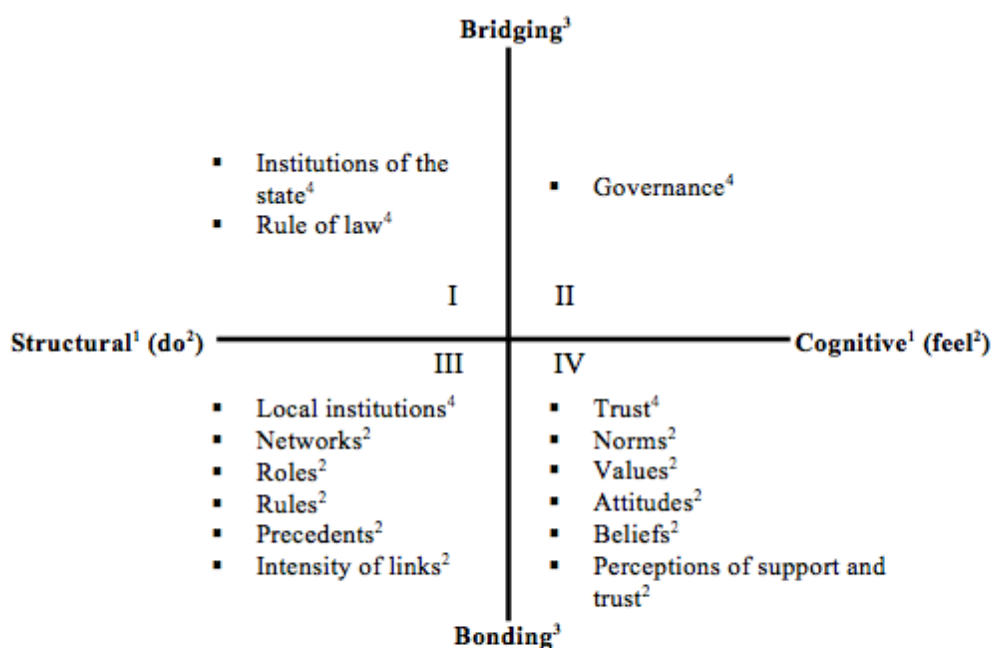 Bridging³
▪ Institutions of the
state⁴
▪ Rule of law⁴
▪ Governance⁴
I
II
Structural¹ (do²)
Cognitive¹ (feel²)
III
IV
▪ Local institutions⁴
▪ Networks²
▪ Roles²
▪ Rules²
▪ Precedents²
▪ Intensity of links²
▪ Trust⁴
▪ Norms²
▪ Values²
▪ Attitudes²
▪ Beliefs²
▪ Perceptions of support and
trust²
Bonding³